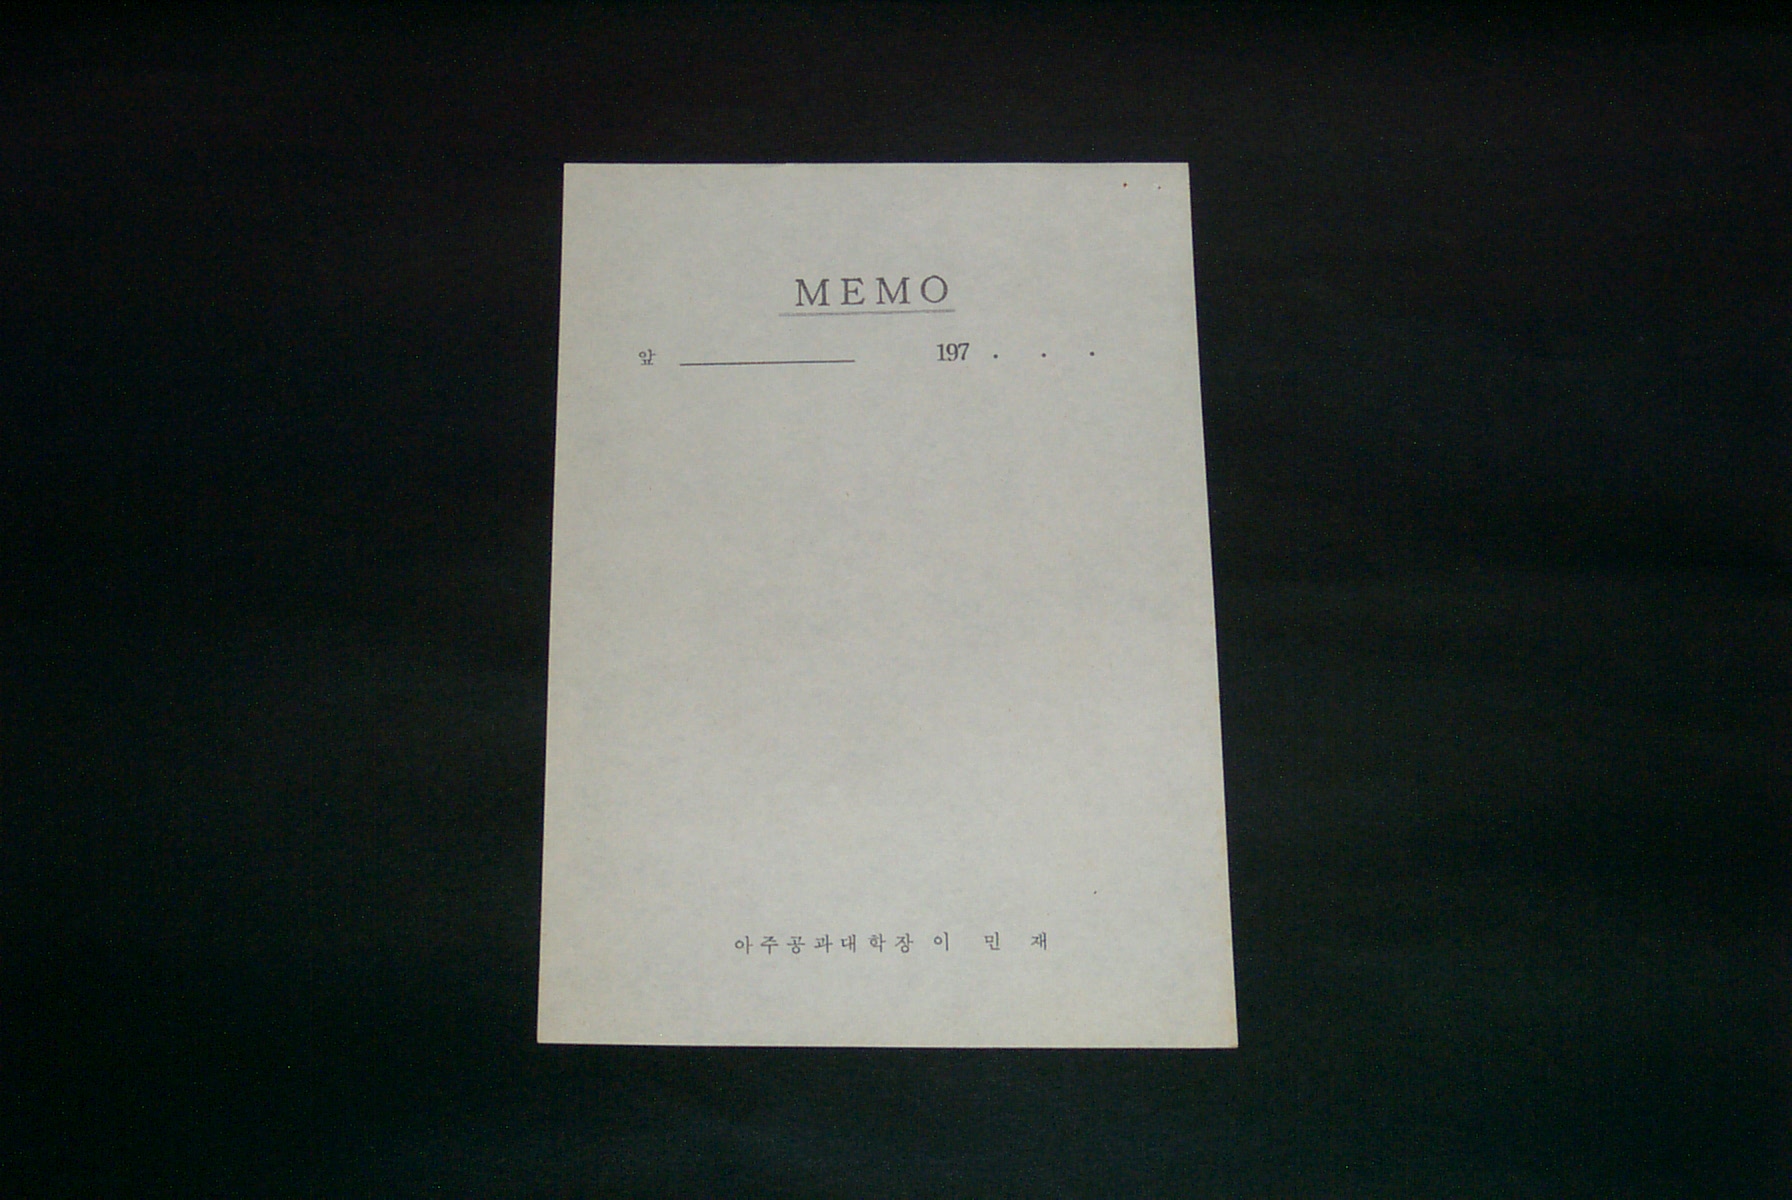 MEMO
앞 197 . . .
아주공과대학장 이 민 재